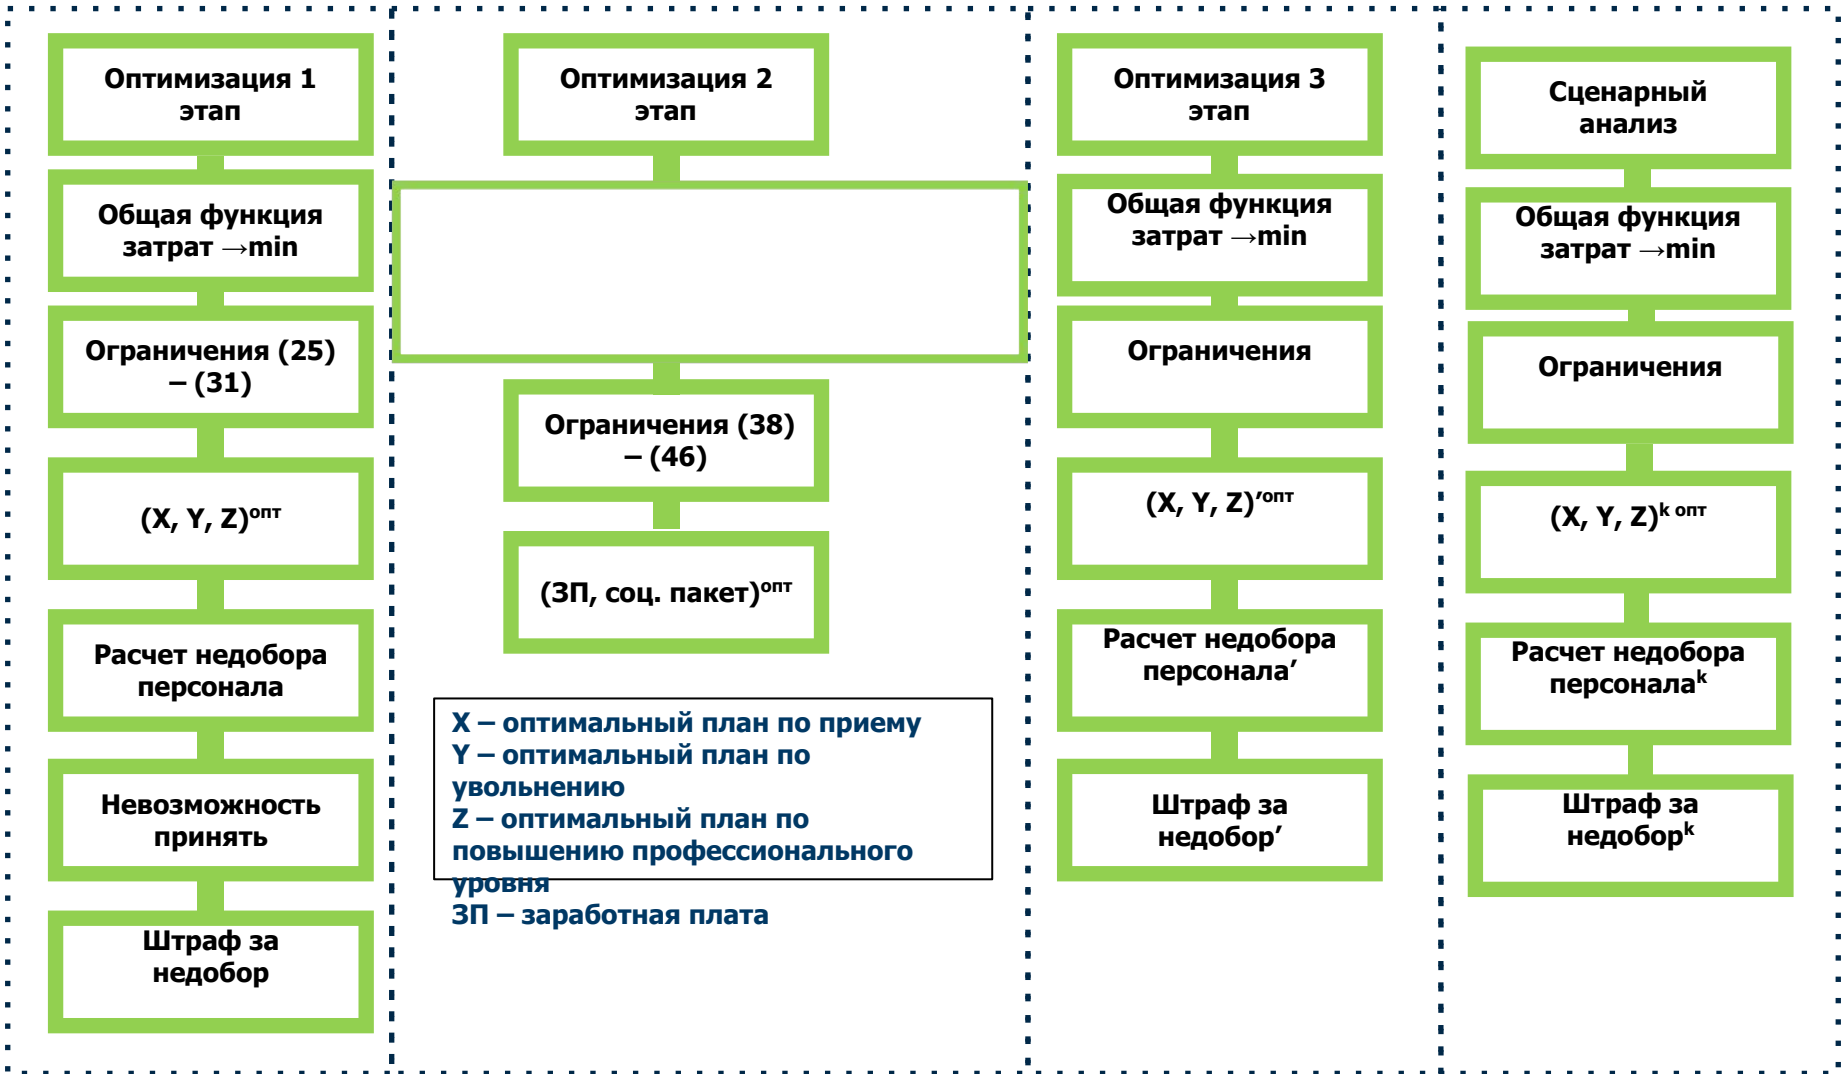 Оптимизация 1
этап
Общая функция
затрат →min
Ограничения (25)
– (31)
(X, Y, Z)ᵒᵖᵗ
Расчет недобора
персонала
Невозможность
принять
Штраф за
недобор
Оптимизация 2
этап
Ограничения (38)
– (46)
(ЗП, соц. пакет)опт
X – оптимальный план по приему
Y – оптимальный план по
увольнению
Z – оптимальный план по
повышению профессионального
уровня
ЗП – заработная плата
Оптимизация 3
этап
Общая функция
затрат →min
Ограничения
(X, Y, Z)′опт
Расчет недобора
персонала′
Штраф за
недобор′
Сценарный
анализ
Общая функция
затрат →min
Ограничения
(X, Y, Z)k опт
Расчет недобора
персоналаk
Штраф за
недоборk